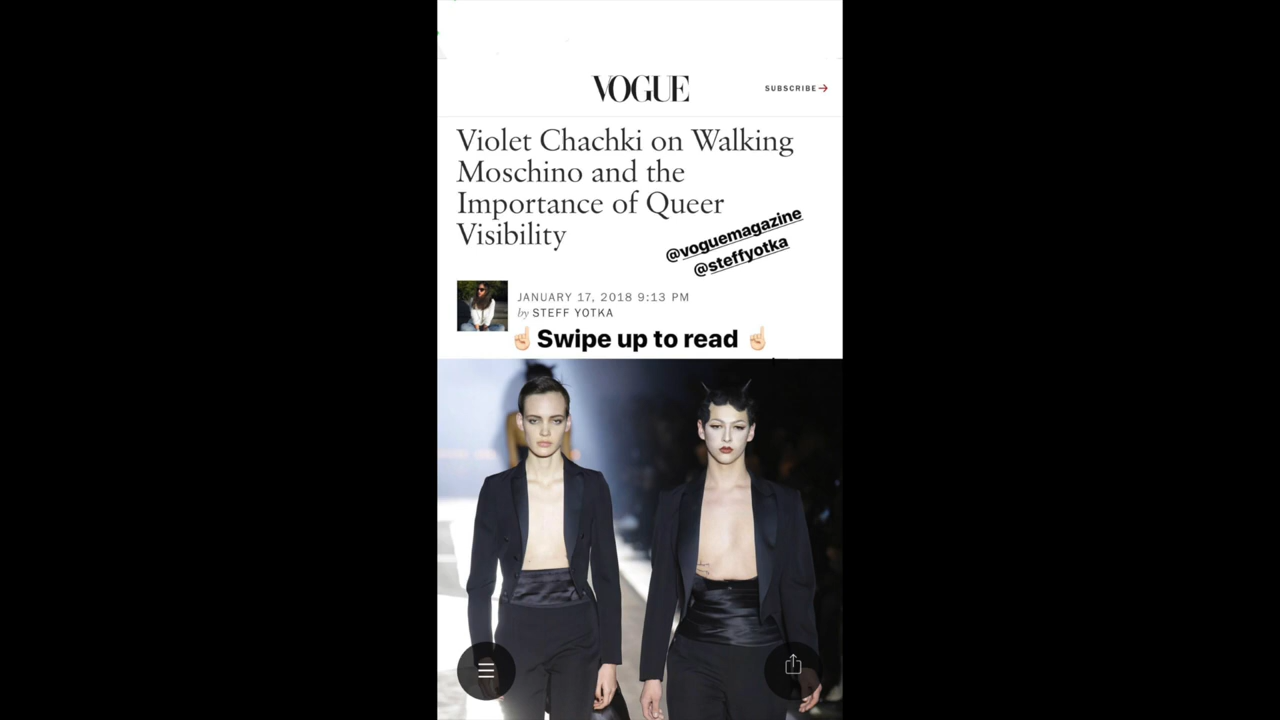 VOGUE
SUBSCRIBE→
Violet Chachki on Walking
Moschino and the
Importance of Queer
Visibility
@voguemagazine
@steffyotka
JANUARY 17, 2018 9:13 PM
by STEFF YOTKA
☝🏻Swipe up to read ☝🏻